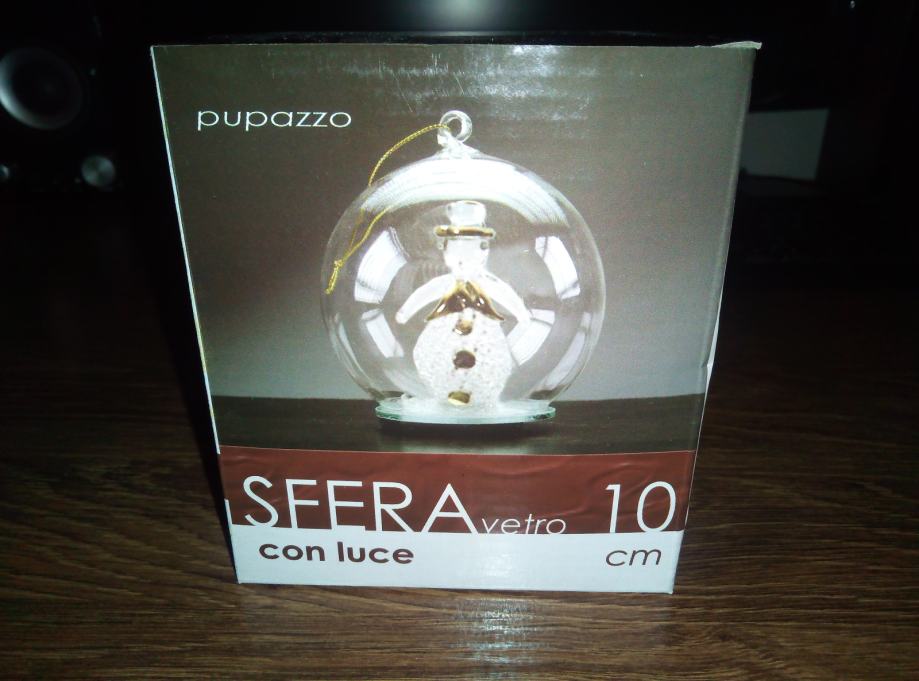 pupazzo
SFERA vetro 10
con luce cm